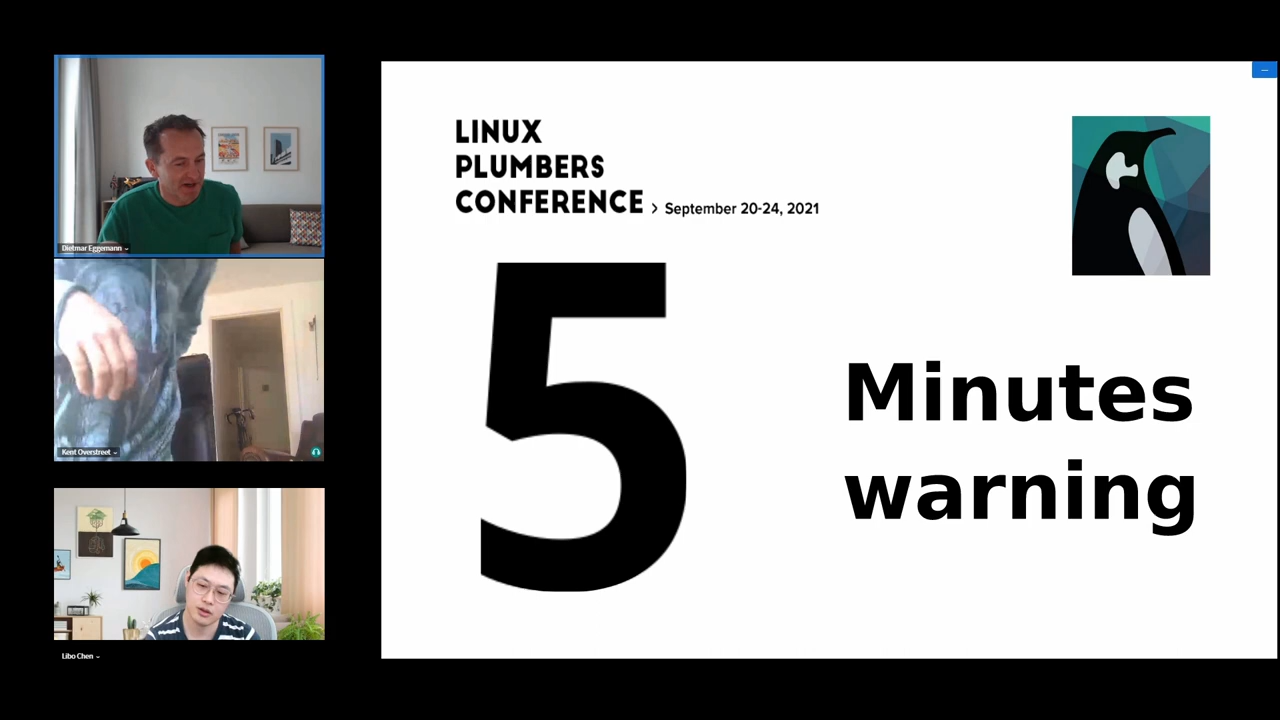 Dietmar Eggemann
Kent Overstreet
Libo Chen
LINUX
PLUMBERS
CONFERENCE > September 20-24, 2021
5
Minutes
warning